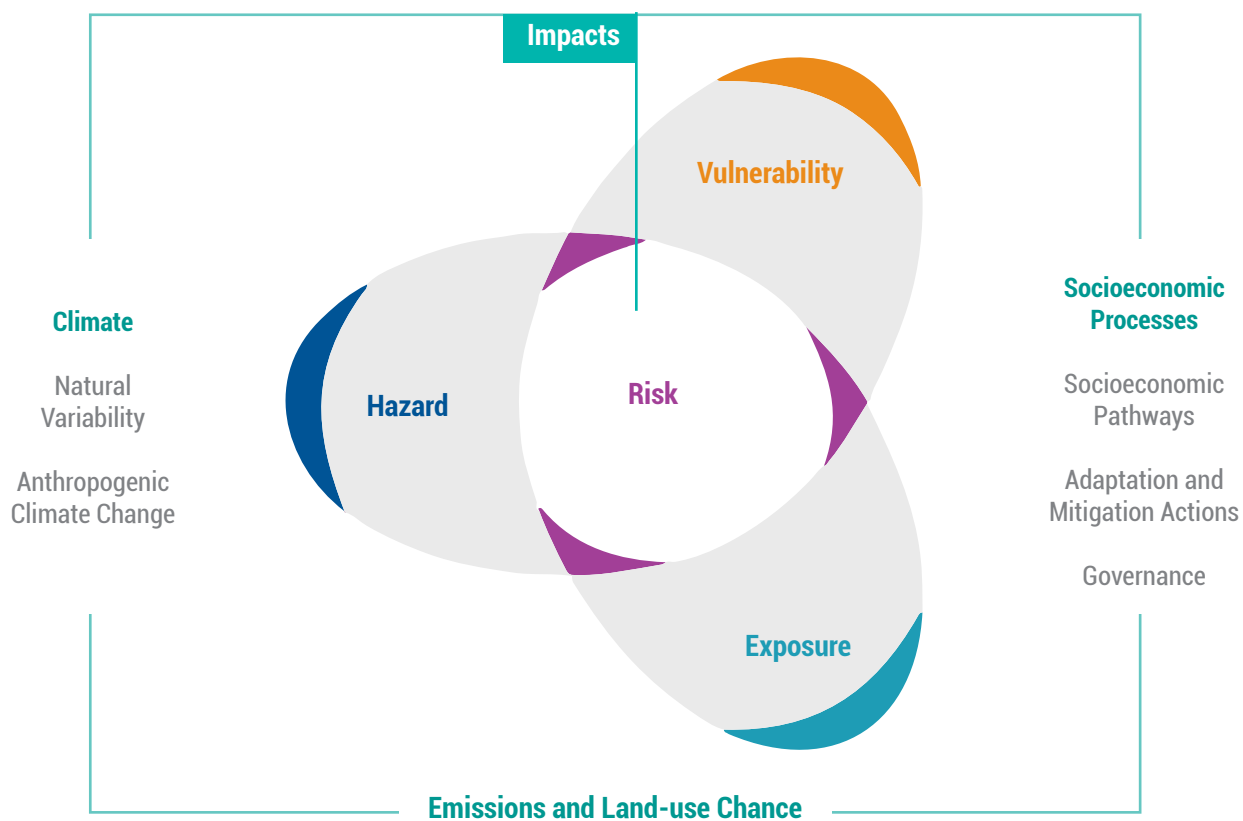 Impacts
Vulnerability
Climate
Natural
Variability
Anthropogenic
Climate Change
Hazard
Risk
Exposure
Socioeconomic
Processes
Socioeconomic
Pathways
Adaptation and
Mitigation Actions
Governance
Emissions and Land-use Chance